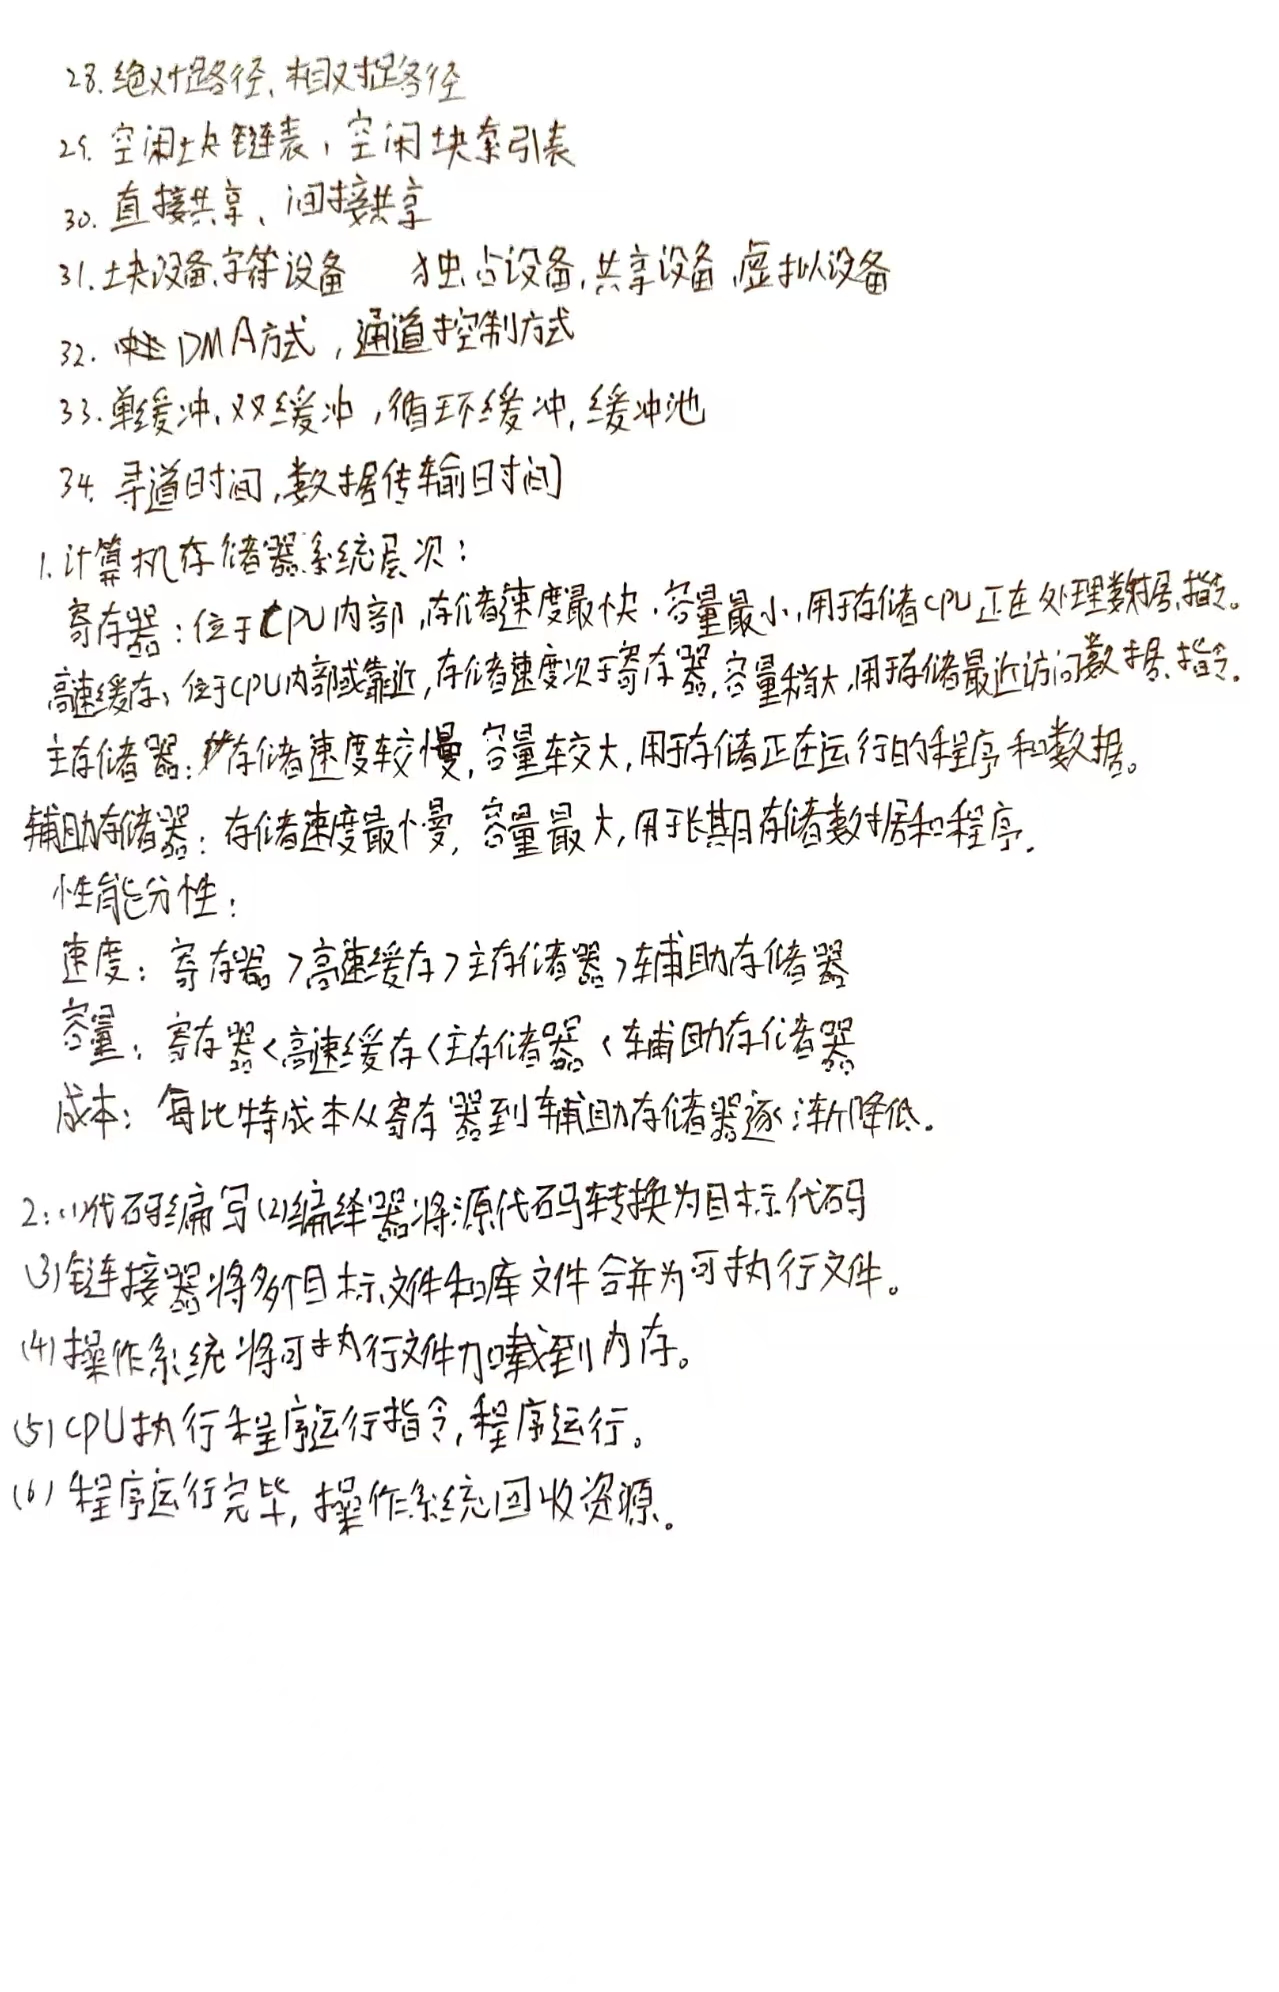 28. 绝对路径、相对路径
29. 空闲块链表，空闲块索引表
30. 直接共享、间接共享
31. 块设备、字符设备 独占设备，共享设备，虚拟设备
32. DMA方式，通道控制方式
33. 单缓冲，双缓冲，循环缓冲，缓冲池
34. 寻道时间，数据传输时间
1. 计算机存储器系统层次：
寄存器：位于CPU内部，存储速度最快，容量最小，用于存储CPU正在处理数据、指令。
高速缓存：位于CPU内部或靠近，存储速度次于寄存器，容量稍大，用于存储最近访问数据、指令。
主存储器：存储速度较慢，容量较大，用于存储正在运行的程序和数据。
辅助存储器：存储速度最慢，容量最大，用于长期存储数据和程序.
性能分性：
速度：寄存器>高速缓存>主存储器>辅助存储器
容量：寄存器<高速缓存<主存储器<辅助存储器
成本：每比特成本从寄存器到辅助存储器逐渐降低.
2：(1)代码编写(2)编绎器将源代码转换为目标代码
(3)链接器将多个目标文件和库文件合并为可执行文件。
(4)操作系统将可执行文件加载到内存。
(5)CPU执行程序运行指令，程序运行。
(6)程序运行完毕，操作系统回收资源。